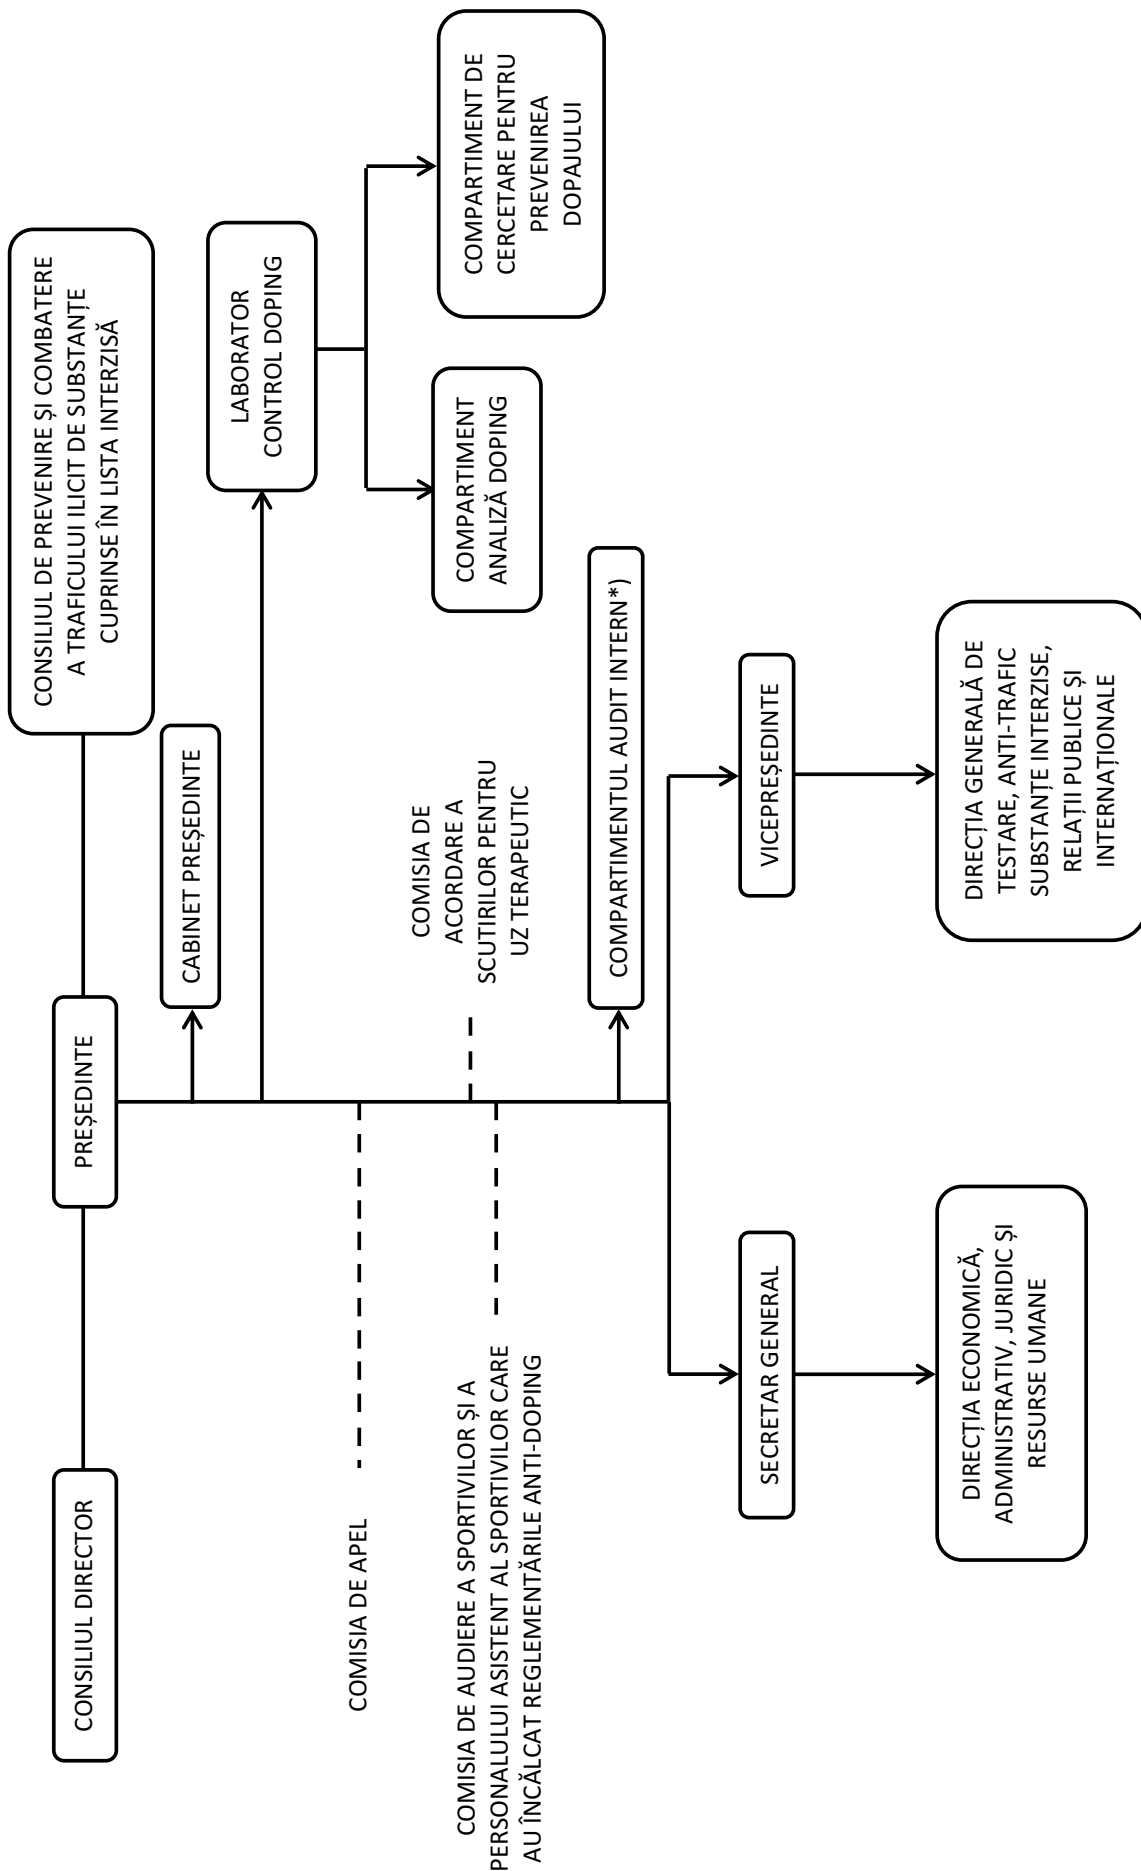 CONSILIUL DIRECTOR
PREȘEDINTE
CONSILIUL DE PREVENIRE ȘI COMBATERE
A TRAFICULUI ILICIT DE SUBSTANȚE
CUPRINSE ÎN LISTA INTERZISĂ
CABINET PREȘEDINTE
LABORATOR
CONTROL DOPING
COMISIA DE APEL
COMISIA DE
ACORDARE A
SCUTIRILOR PENTRU
UZ TERAPEUTIC
COMPARTIMENT
ANALIZĂ DOPING
COMPARTIMENT DE
CERCETARE PENTRU
PREVENIREA
DOPAJULUI
COMISIA DE AUDIERE A SPORTIVILOR ȘI A
PERSONALULUI ASISTENT AL SPORTIVILOR CARE
AU ÎNCĂLCAT REGLEMENTĂRILE ANTI-DOPING
COMPARTIMENTUL AUDIT INTERN*)
SECRETAR GENERAL
VICEPREȘEDINTE
DIRECȚIA ECONOMICĂ,
ADMINISTRATIV, JURIDIC ȘI
RESURSE UMANE
DIRECȚIA GENERALĂ DE
TESTARE, ANTI-TRAFIC
SUBSTANȚE INTERZISE,
RELAȚII PUBLICE ȘI
INTERNAȚIONALE